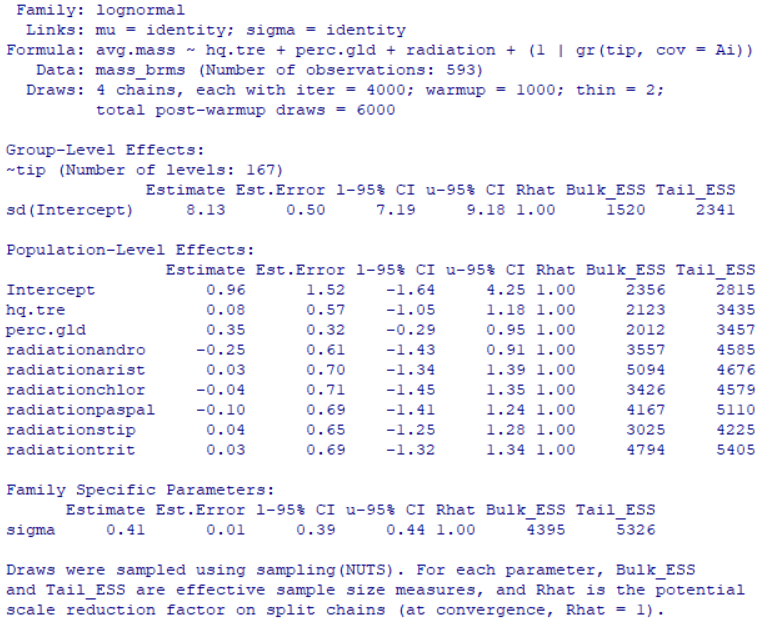 Family: lognormal
Links: mu = identity; sigma = identity
Formula: avg.mass ~ hq.tre + perc.gld + radiation + (1 | gr(tip, cov = Ai))
Data: mass_brms (Number of observations: 593)
Draws: 4 chains, each with iter = 4000; warmup = 1000; thin = 2;
total post-warmup draws = 6000
Group-Level Effects:
~tip (Number of levels: 167)
Estimate Est.Error l-95% CI u-95% CI Rhat Bulk_ESS Tail_ESS
sd(Intercept) 8.13 0.50 7.19 9.18 1.00 1520 2341
Population-Level Effects:
Estimate Est.Error l-95% CI u-95% CI Rhat Bulk_ESS Tail_ESS
Intercept 0.96 1.52 -1.64 4.25 1.00 2356 2815
hq.tre 0.08 0.57 -1.05 1.18 1.00 2123 3435
perc.gld 0.35 0.32 -0.29 0.95 1.00 2012 3457
radiationandro -0.25 0.61 -1.43 0.91 1.00 3557 4585
radiationarist 0.03 0.70 -1.34 1.39 1.00 5094 4676
radiationchlor -0.04 0.71 -1.45 1.35 1.00 3426 4579
radiationpaspal -0.10 0.69 -1.41 1.24 1.00 4167 5110
radiationstip 0.04 0.65 -1.25 1.28 1.00 3025 4225
radiationtrit 0.03 0.69 -1.32 1.34 1.00 4794 5405
Family Specific Parameters:
Estimate Est.Error l-95% CI u-95% CI Rhat Bulk_ESS Tail_ESS
sigma 0.41 0.01 0.39 0.44 1.00 4395 5326
Draws were sampled using sampling(NUTS). For each parameter, Bulk_ESS
and Tail_ESS are effective sample size measures, and Rhat is the potential
scale reduction factor on split chains (at convergence, Rhat = 1).